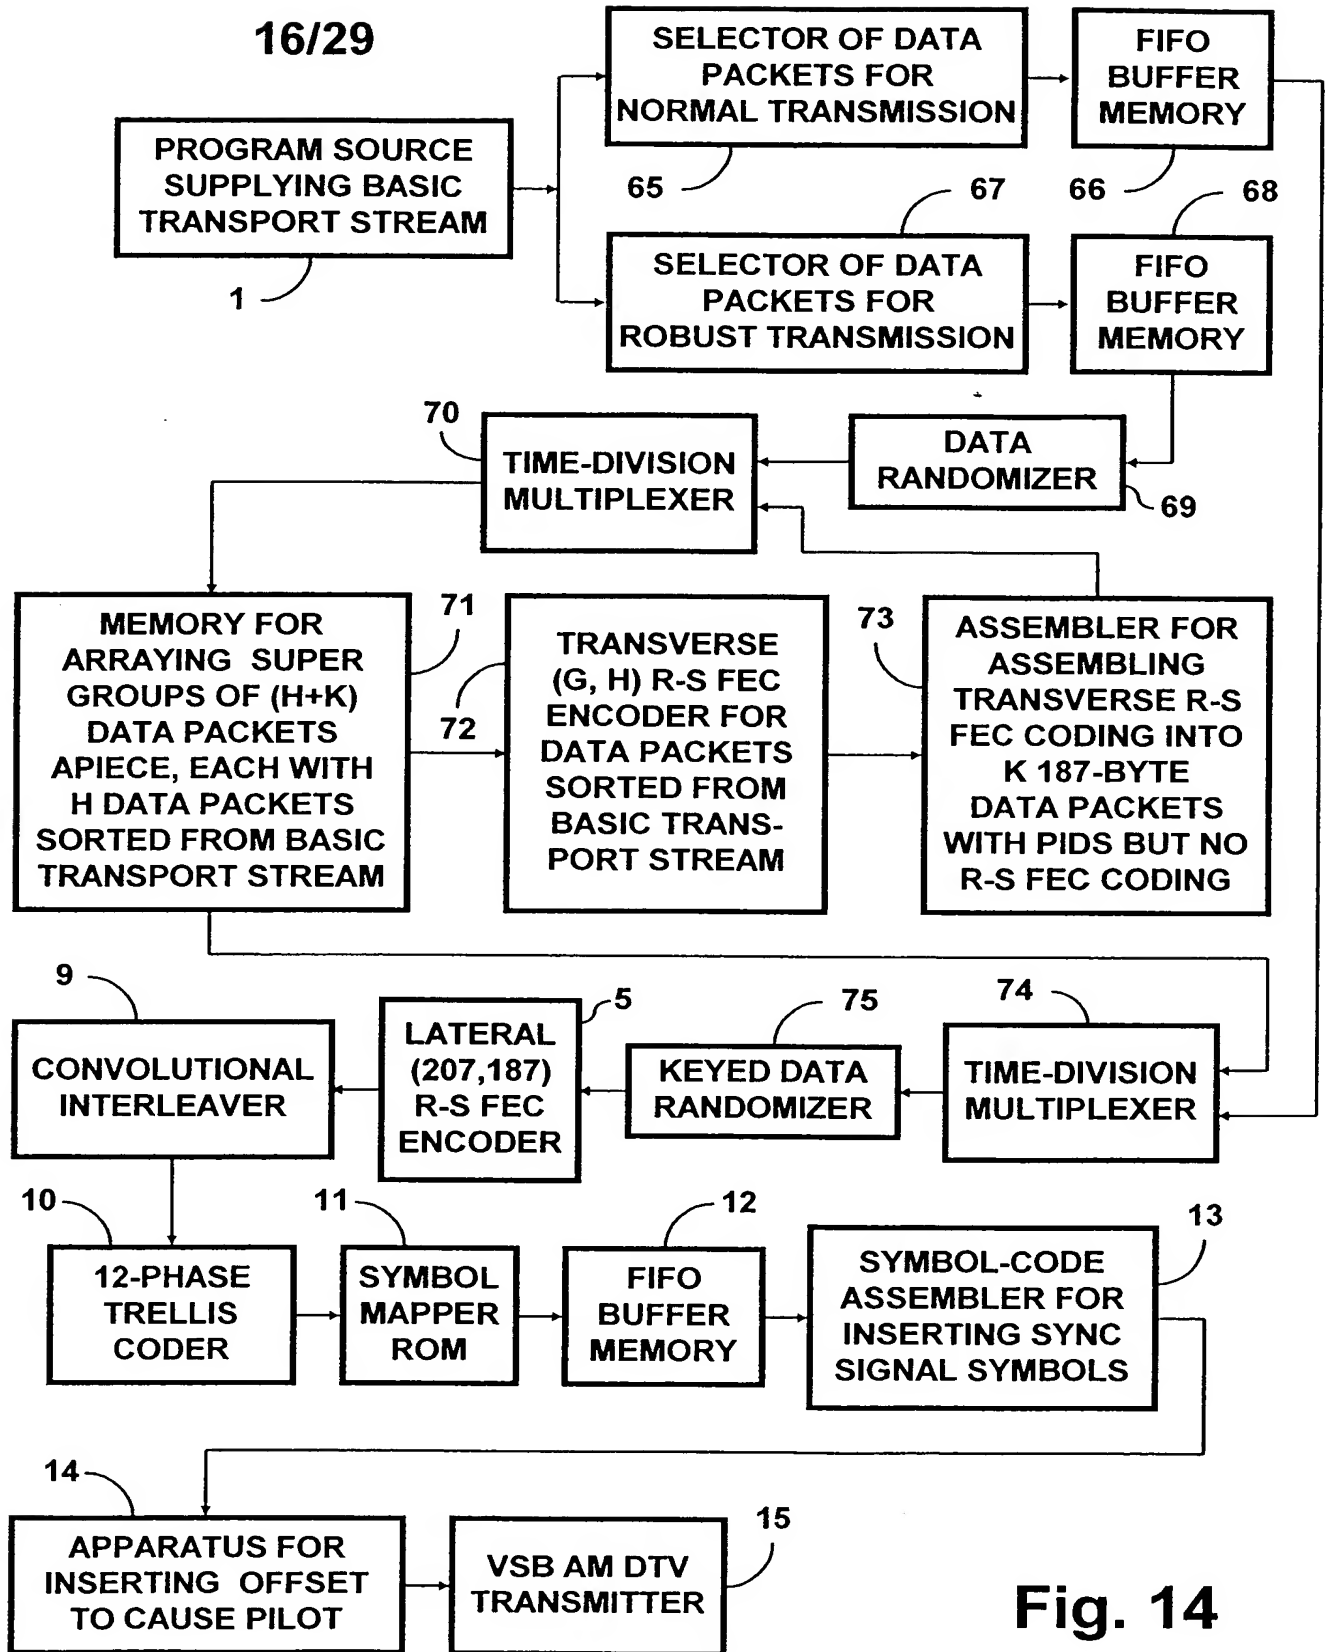 16/29
PROGRAM SOURCE
SUPPLYING BASIC
TRANSPORT STREAM
1
SELECTOR OF DATA
PACKETS FOR
NORMAL TRANSMISSION
65
FIFO
BUFFER
MEMORY
66
67
SELECTOR OF DATA
PACKETS FOR
ROBUST TRANSMISSION
68
FIFO
BUFFER
MEMORY
70
TIME-DIVISION
MULTIPLEXER
DATA
RANDOMIZER
69
MEMORY FOR
ARRAYING SUPER
GROUPS OF (H+K)
DATA PACKETS
APIECE, EACH WITH
H DATA PACKETS
SORTED FROM BASIC
TRANSPORT STREAM
71
72
TRANSVERSE
(G, H) R-S FEC
ENCODER FOR
DATA PACKETS
SORTED FROM
BASIC TRANS-
PORT STREAM
73
ASSEMBLER FOR
ASSEMBLING
TRANSVERSE R-S
FEC CODING INTO
K 187-BYTE
DATA PACKETS
WITH PIDS BUT NO
R-S FEC CODING
9
CONVOLUTIONAL
INTERLEAVER
5
LATERAL
(207,187)
R-S FEC
ENCODER
75
KEYED DATA
RANDOMIZER
74
TIME-DIVISION
MULTIPLEXER
10
12-PHASE
TRELLIS
CODER
11
SYMBOL
MAPPER
ROM
12
FIFO
BUFFER
MEMORY
13
SYMBOL-CODE
ASSEMBLER FOR
INSERTING SYNC
SIGNAL SYMBOLS
14
APPARATUS FOR
INSERTING OFFSET
TO CAUSE PILOT
15
VSB AM DTV
TRANSMITTER
Fig. 14